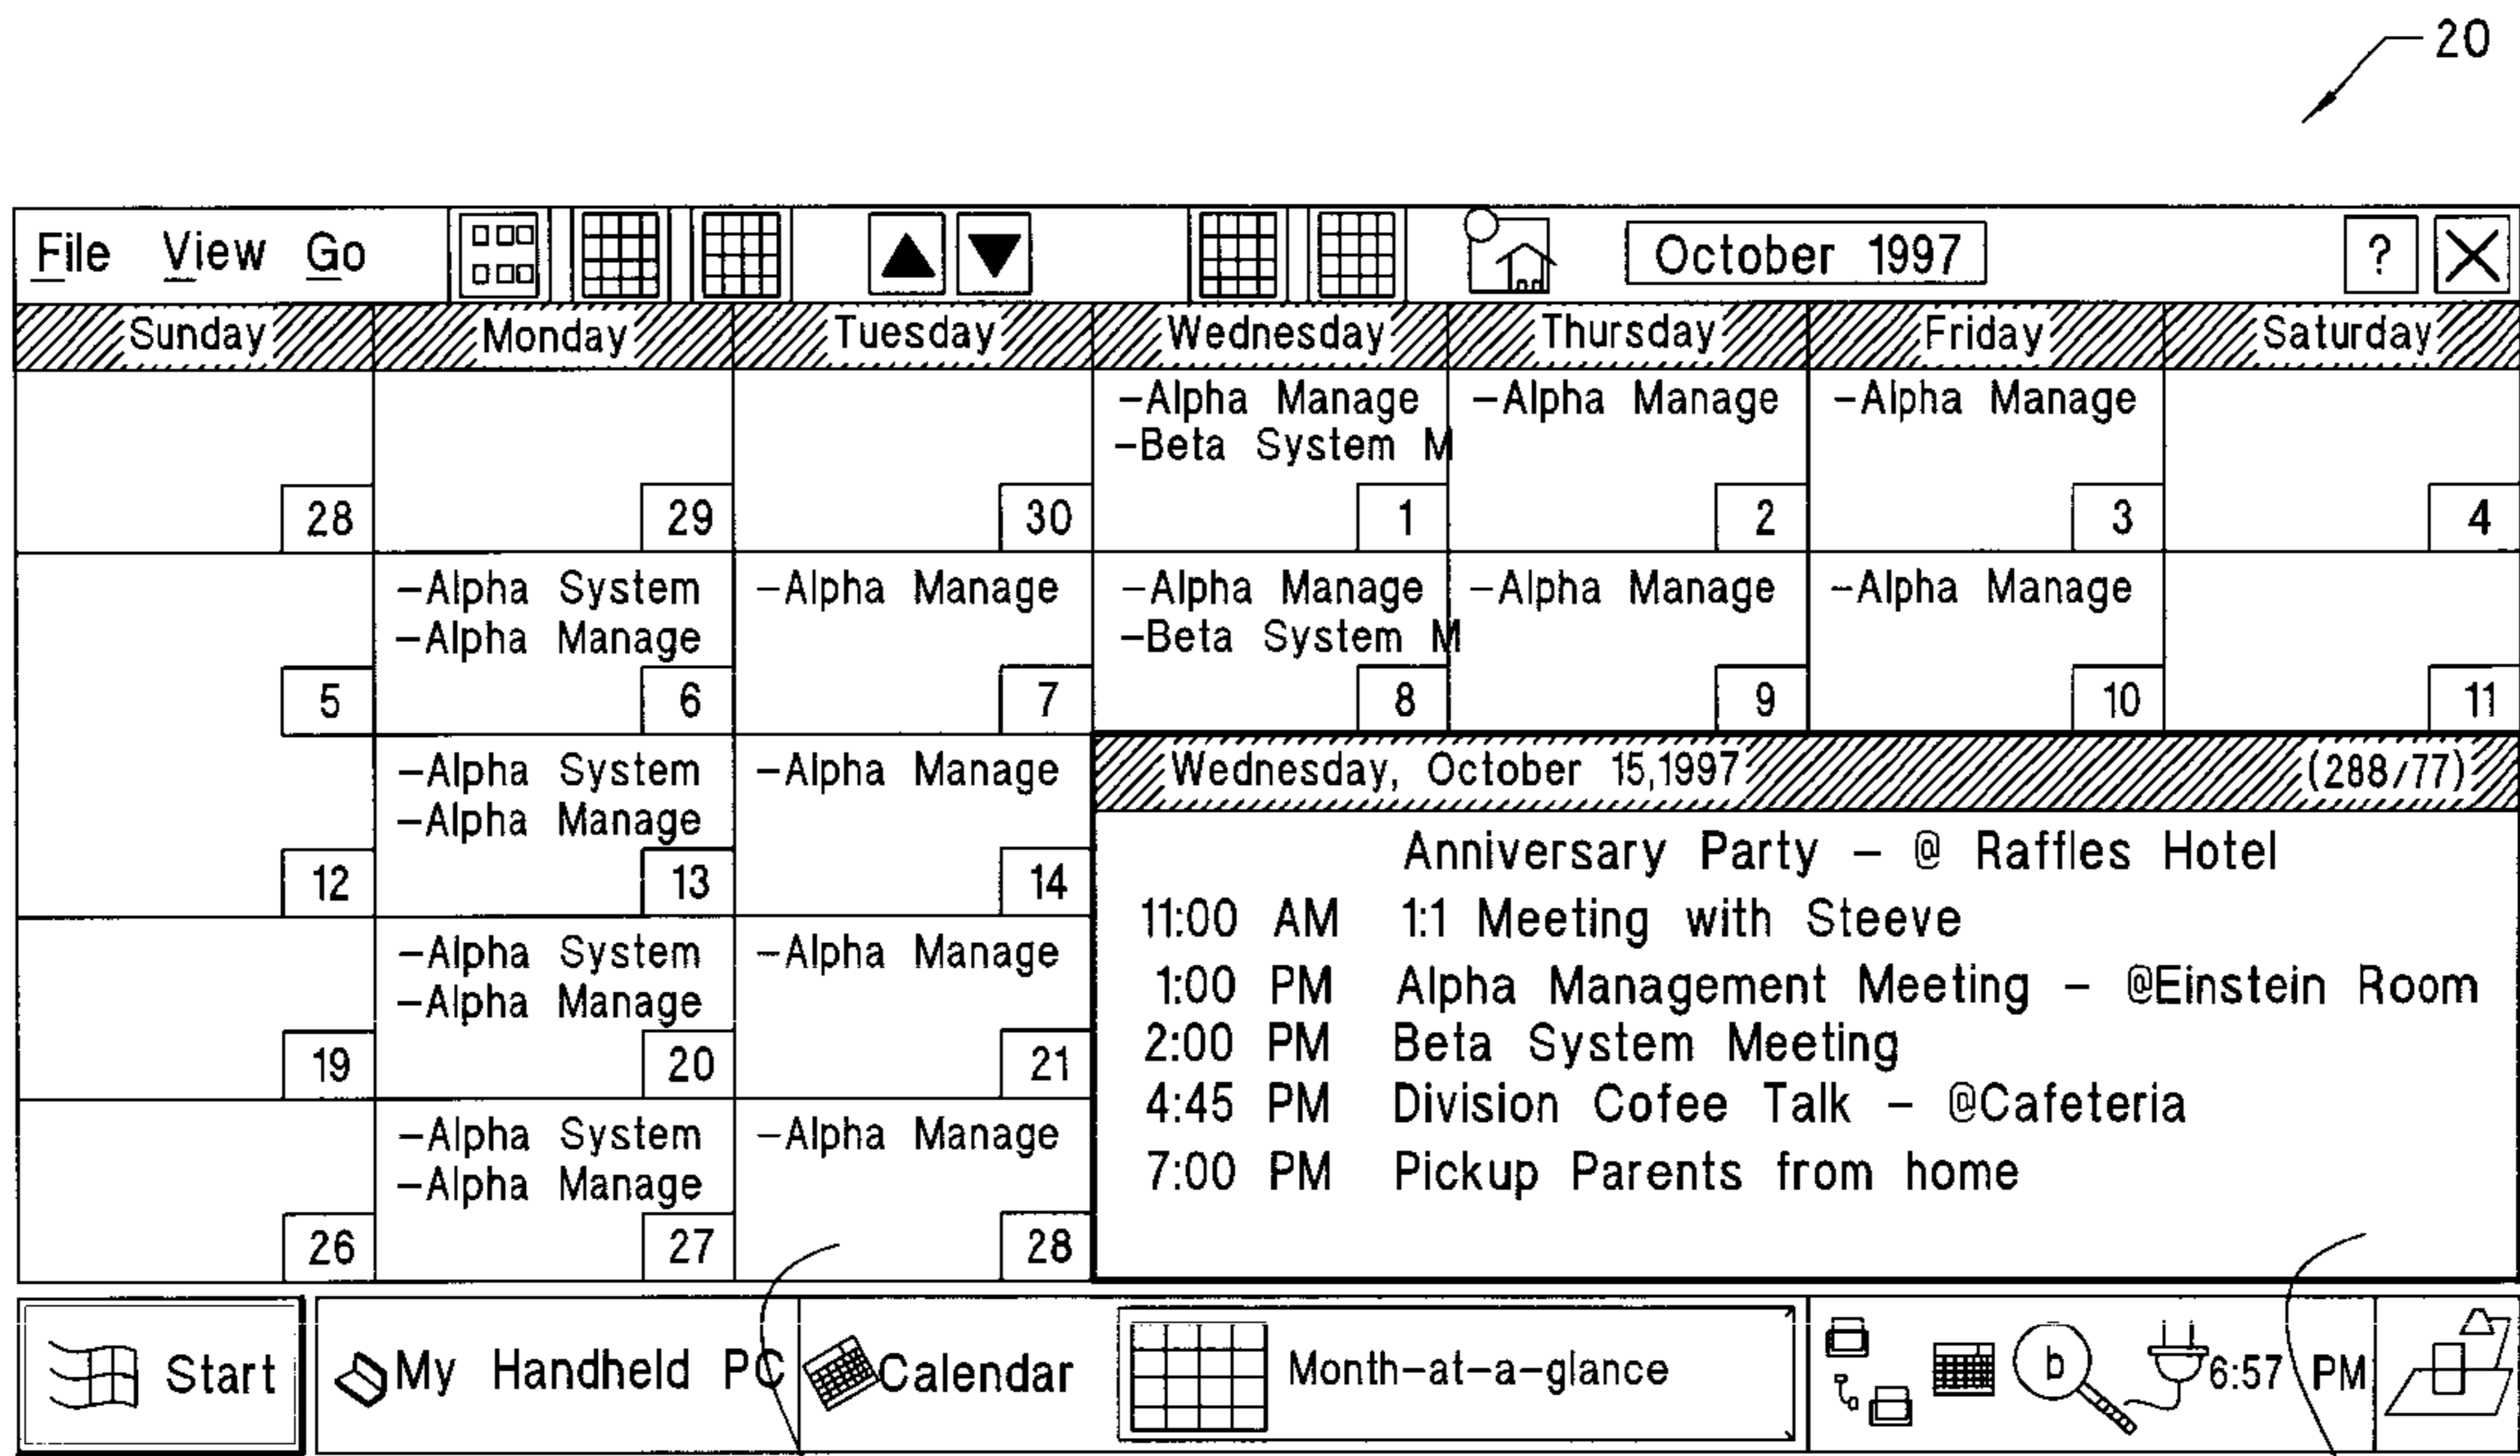 20
File View Go October 1997 ? X
Sunday Monday Tuesday Wednesday Thursday Friday Saturday
–Alpha Manage –Alpha Manage –Alpha Manage
–Beta System M
28 29 30 1 2 3 4
–Alpha System –Alpha Manage –Alpha Manage –Alpha Manage –Alpha Manage
–Alpha Manage –Beta System M
5 6 7 8 9 10 11
–Alpha System –Alpha Manage
–Alpha Manage
12 13 14
–Alpha System –Alpha Manage
–Alpha Manage
19 20 21
–Alpha System –Alpha Manage
–Alpha Manage
26 27 28
Wednesday, October 15,1997 (288/77)
Anniversary Party – @ Raffles Hotel
11:00 AM 1:1 Meeting with Steeve
1:00 PM Alpha Management Meeting – @Einstein Room
2:00 PM Beta System Meeting
4:45 PM Division Cofee Talk – @Cafeteria
7:00 PM Pickup Parents from home
Start My Handheld PC Calendar Month–at–a–glance b 6:57 PM